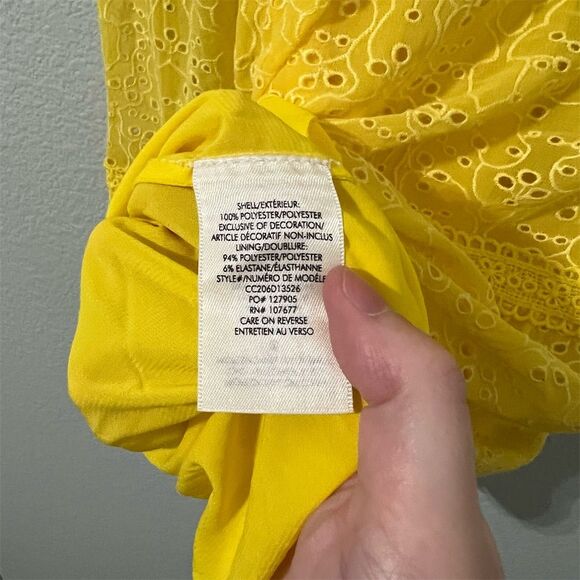 SHELL/EXTÉRIEUR:
100% POLYESTER/POLYESTER
EXCLUSIVE OF DECORATION/
ARTICLE DÉCORATIF NON-INCLUS
LINING/DOUBLURE:
94% POLYESTER/POLYESTER
6% ELASTANE/ÉLASTHANNE
STYLE#/NUMÉRO DE MODÈLE
CC206D13526
PO# 127905
RN# 107677
CARE ON REVERSE
ENTRETIEN AU VERSO